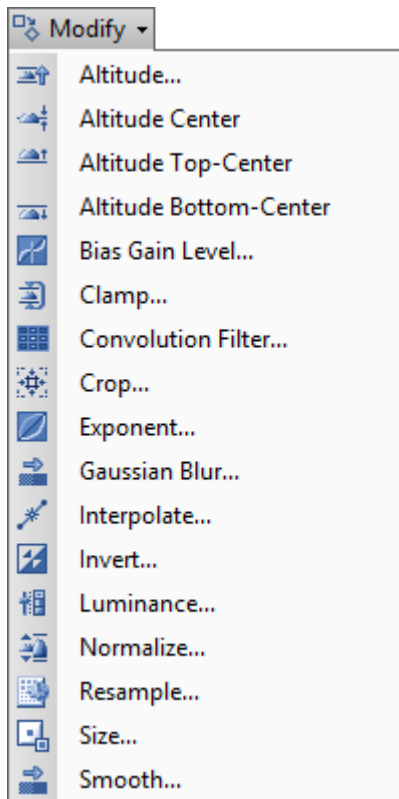 Modify
Altitude...
Altitude Center
Altitude Top-Center
Altitude Bottom-Center
Bias Gain Level...
Clamp...
Convolution Filter...
Crop...
Exponent...
Gaussian Blur...
Interpolate...
Invert...
Luminance...
Normalize...
Resample...
Size...
Smooth...